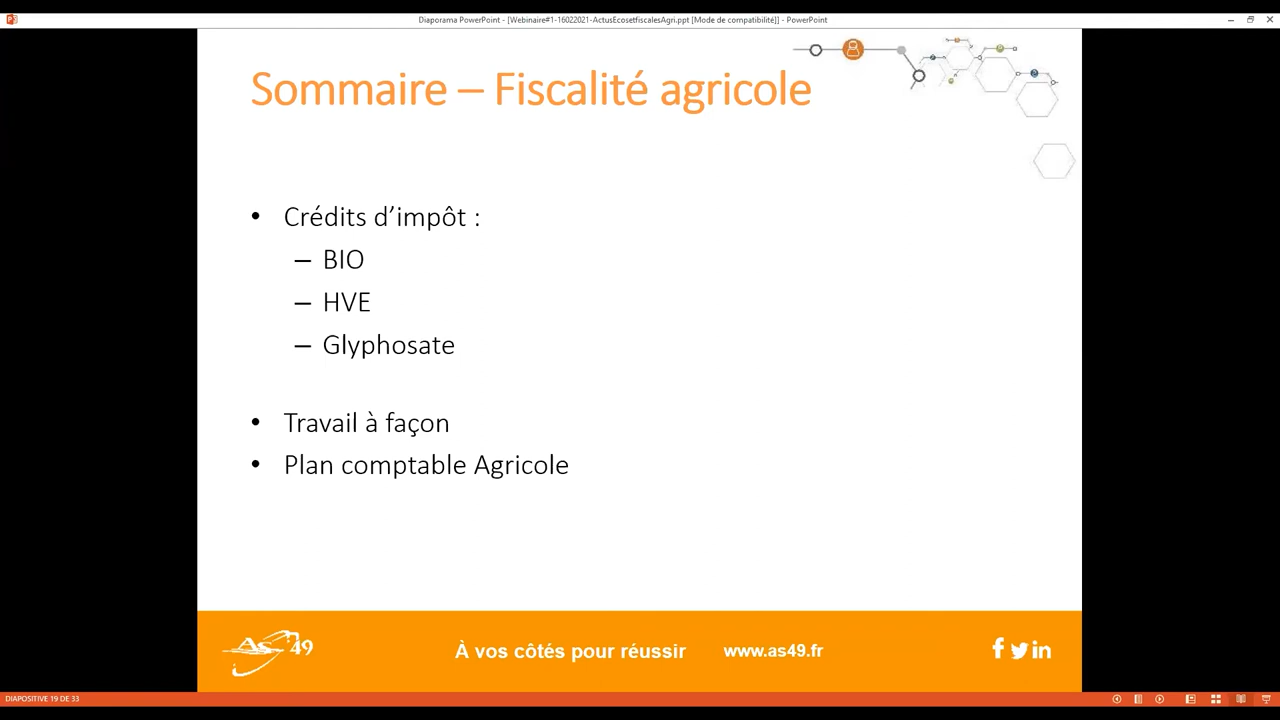 Diaporama PowerPoint - [Webinaire#1-16022021-ActusEcosetfiscalesAgri.ppt [Mode de compatibilité]] - PowerPoint
Sommaire – Fiscalité agricole
• Crédits d’impôt :
– BIO
– HVE
– Glyphosate
• Travail à façon
• Plan comptable Agricole
As 49
À vos côtés pour réussir www.as49.fr
DIAPOSITIVE 19 DE 33